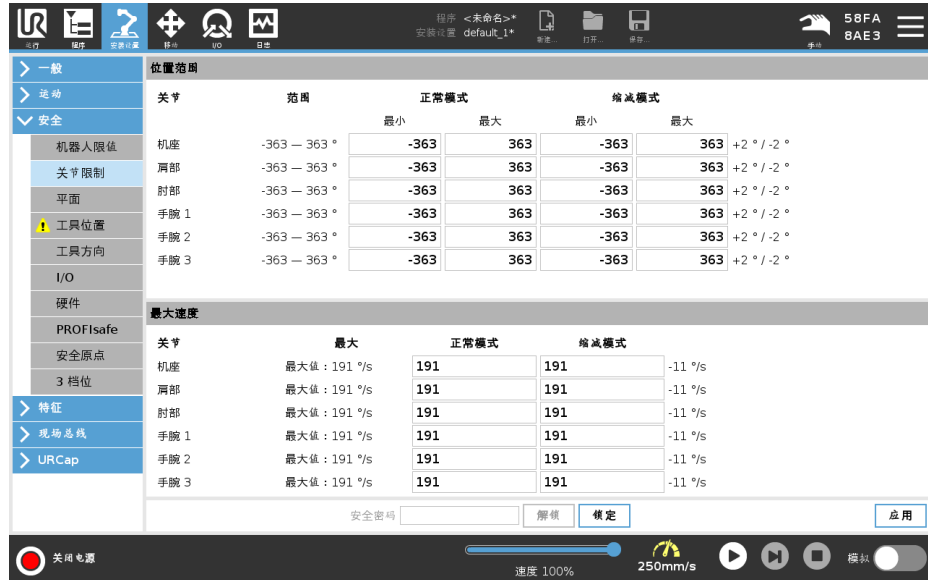 UR
运行
程序
安装设置
移动
I/O
日志
程序 <未命名>*
安装设置 default_1*
新建...
打开...
保存...
手动
58FA
8AE3
一般
运动
安全
机器人限值
关节限制
平面
工具位置
工具方向
I/O
硬件
PROFIsafe
安全原点
3 档位
特征
现场总线
URCap
位置范围
关节 范围 正常模式 缩减模式
最小 最大 最小 最大
机座 -363 — 363 ° -363 363 -363 363 +2 ° / -2 °
肩部 -363 — 363 ° -363 363 -363 363 +2 ° / -2 °
肘部 -363 — 363 ° -363 363 -363 363 +2 ° / -2 °
手腕 1 -363 — 363 ° -363 363 -363 363 +2 ° / -2 °
手腕 2 -363 — 363 ° -363 363 -363 363 +2 ° / -2 °
手腕 3 -363 — 363 ° -363 363 -363 363 +2 ° / -2 °
最大速度
关节 最大 正常模式 缩减模式
机座 最大值：191 °/s 191 191 -11 °/s
肩部 最大值：191 °/s 191 191 -11 °/s
肘部 最大值：191 °/s 191 191 -11 °/s
手腕 1 最大值：191 °/s 191 191 -11 °/s
手腕 2 最大值：191 °/s 191 191 -11 °/s
手腕 3 最大值：191 °/s 191 191 -11 °/s
安全密码 解锁 锁定 应用
关闭电源
速度 100%
250mm/s
模拟